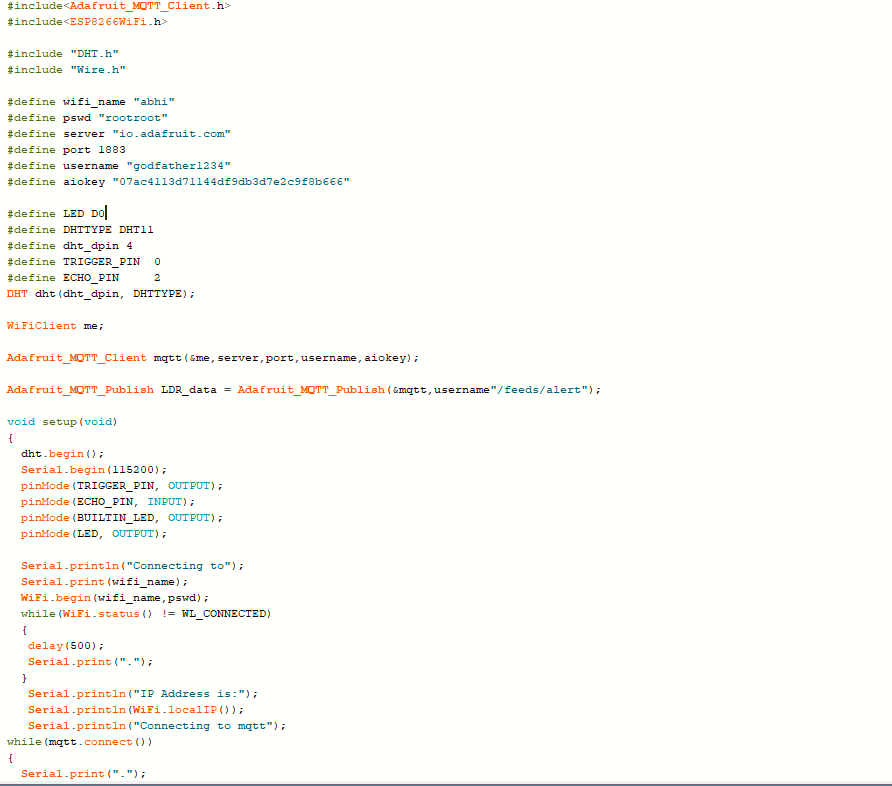 #include<Adafruit_MQTT_Client.h>
#include<ESP8266WiFi.h>
#include "DHT.h"
#include "Wire.h"
#define wifi_name "abhi"
#define pswd "rootroot"
#define server "io.adafruit.com"
#define port 1883
#define username "godfather1234"
#define aiokey "07ac4113d71144df9db3d7e2c9f8b666"
#define LED D0
#define DHTTYPE DHT11
#define dht_dpin 4
#define TRIGGER_PIN  0
#define ECHO_PIN     2
DHT dht(dht_dpin, DHTTYPE);
WiFiClient me;
Adafruit_MQTT_Client mqtt(&me,server,port,username,aiokey);
Adafruit_MQTT_Publish LDR_data = Adafruit_MQTT_Publish(&mqtt,username"/feeds/alert");
void setup(void)
{
  dht.begin();
  Serial.begin(115200);
  pinMode(TRIGGER_PIN, OUTPUT);
  pinMode(ECHO_PIN, INPUT);
  pinMode(BUILTIN_LED, OUTPUT);
  pinMode(LED, OUTPUT);
  Serial.println("Connecting to");
  Serial.print(wifi_name);
  WiFi.begin(wifi_name,pswd);
  while(WiFi.status() != WL_CONNECTED)
  {
   delay(500);
   Serial.print(".");
  }
   Serial.println("IP Address is:");
   Serial.println(WiFi.localIP());
   Serial.println("Connecting to mqtt");
while(mqtt.connect())
{
  Serial.print(".");